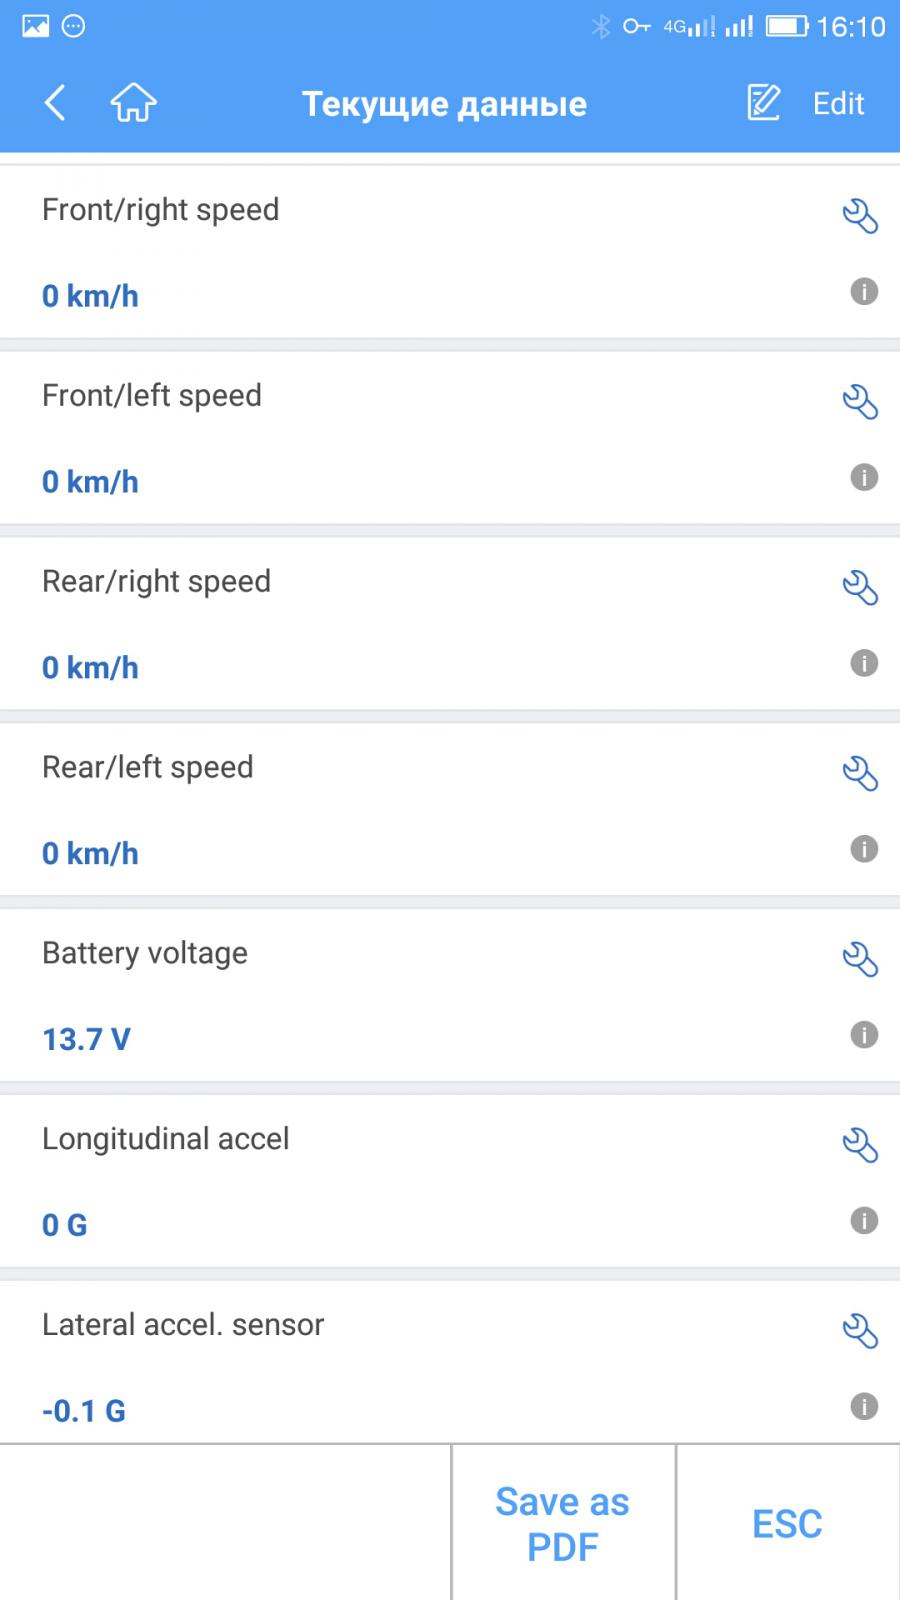 4G 16:10
Текущие данные Edit
Front/right speed
0 km/h
Front/left speed
0 km/h
Rear/right speed
0 km/h
Rear/left speed
0 km/h
Battery voltage
13.7 V
Longitudinal accel
0 G
Lateral accel. sensor
-0.1 G
Save as
PDF
ESC